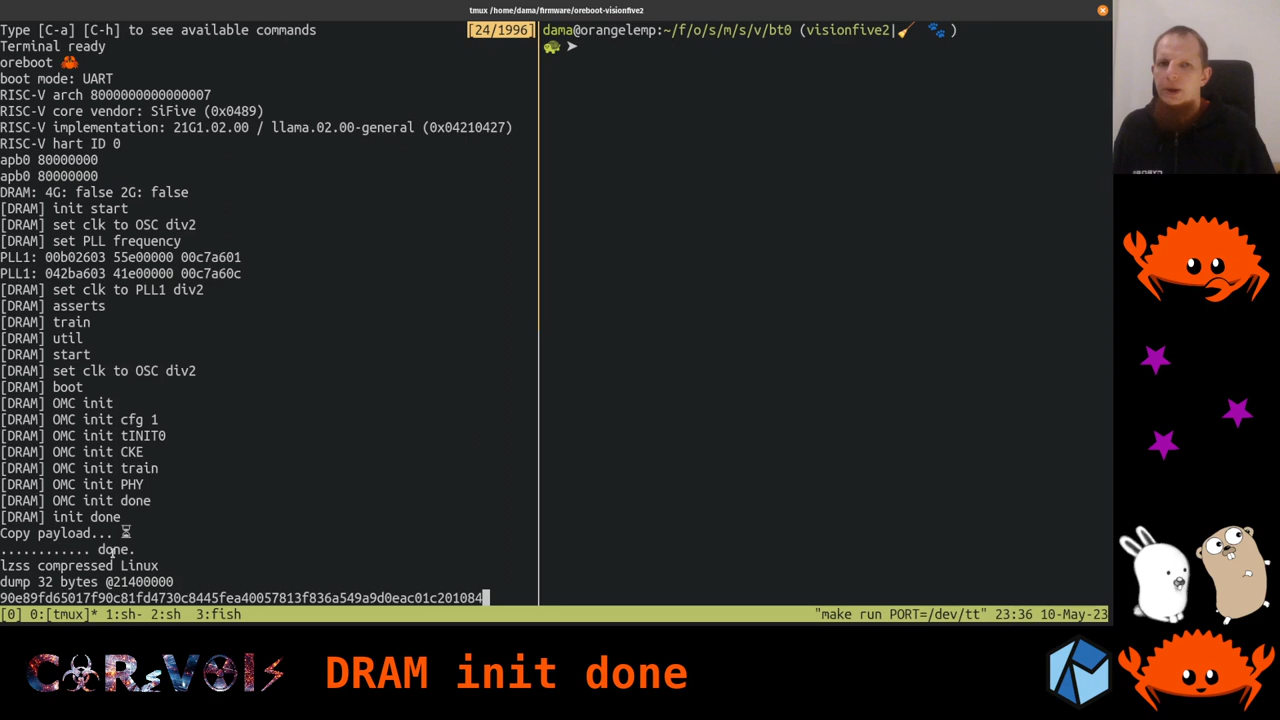 tmux /home/dama/firmware/oreboot-visionfive2
Type [C-a] [C-h] to see available commands
[24/1996]
Terminal ready
oreboot 🦀
boot mode: UART
RISC-V arch 8000000000000007
RISC-V core vendor: SiFive (0x0489)
RISC-V implementation: 21G1.02.00 / llama.02.00-general (0x04210427)
RISC-V hart ID 0
apb0 80000000
apb0 80000000
DRAM: 4G: false 2G: false
[DRAM] init start
[DRAM] set clk to OSC div2
[DRAM] set PLL frequency
PLL1: 00b02603 55e00000 00c7a601
PLL1: 042ba603 41e00000 00c7a60c
[DRAM] set clk to PLL1 div2
[DRAM] asserts
[DRAM] train
[DRAM] util
[DRAM] start
[DRAM] set clk to OSC div2
[DRAM] boot
[DRAM] OMC init
[DRAM] OMC init cfg 1
[DRAM] OMC init tINIT0
[DRAM] OMC init CKE
[DRAM] OMC init train
[DRAM] OMC init PHY
[DRAM] OMC init done
[DRAM] init done
Copy payload... ⏳
............ done.
lzss compressed Linux
dump 32 bytes @21400000
90e89fd65017f90c81fd4730c8445fea40057813f836a549a9d0eac01c201084
dama@orangelemp:~/f/o/s/m/s/v/bt0 (visionfive2|🧹 🐾 )
🐢 ➤
[0] 0:[tmux]* 1:sh- 2:sh  3:fish
"make run PORT=/dev/tt" 23:36 10-May-23
DRAM init done